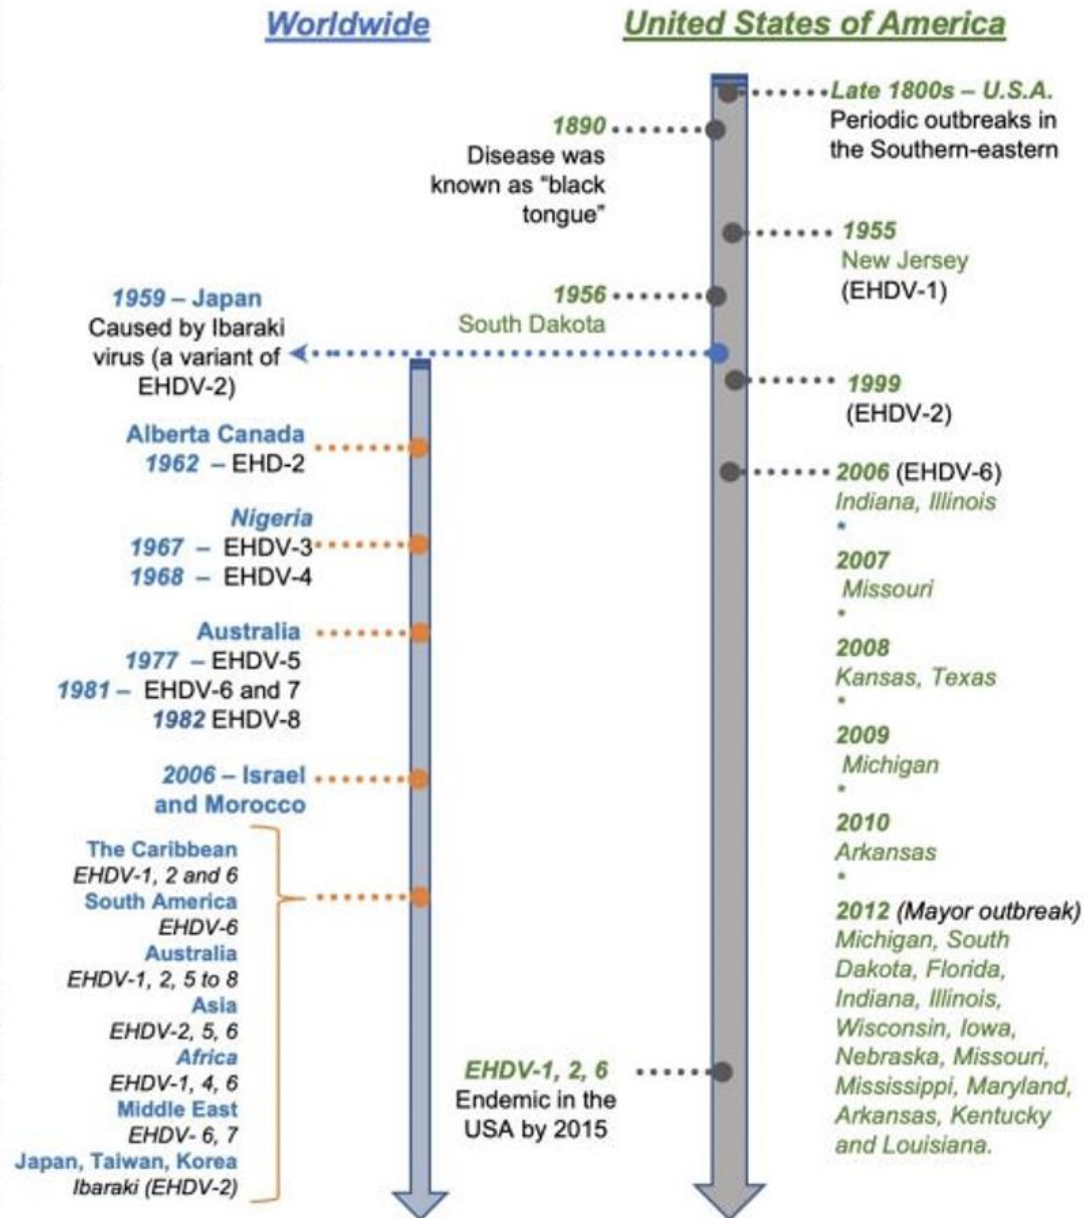 Worldwide
1959 – Japan
Caused by Ibaraki
virus (a variant of
EHDV-2)
Alberta Canada
1962 – EHD-2
Nigeria
1967 – EHDV-3
1968 – EHDV-4
Australia
1977 – EHDV-5
1981 – EHDV-6 and 7
1982 EHDV-8
2006 – Israel
and Morocco
The Caribbean
EHDV-1, 2 and 6
South America
EHDV-6
Australia
EHDV-1, 2, 5 to 8
Asia
EHDV-2, 5, 6
Africa
EHDV-1, 4, 6
Middle East
EHDV- 6, 7
Japan, Taiwan, Korea
Ibaraki (EHDV-2)
United States of America
Late 1800s – U.S.A.
Periodic outbreaks in
the Southern-eastern
1890
Disease was
known as "black
tongue"
1955
New Jersey
(EHDV-1)
1956
South Dakota
1999
(EHDV-2)
2006 (EHDV-6)
Indiana, Illinois
*
2007
Missouri
*
2008
Kansas, Texas
*
2009
Michigan
*
2010
Arkansas
*
2012 (Mayor outbreak)
Michigan, South
Dakota, Florida,
Indiana, Illinois,
Wisconsin, Iowa,
Nebraska, Missouri,
Mississippi, Maryland,
Arkansas, Kentucky
and Louisiana.
EHDV-1, 2, 6
Endemic in the
USA by 2015